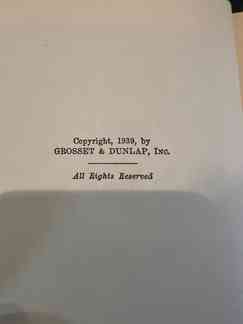 Copyright, 1939, by
GROSSET & DUNLAP, INC.
All Rights Reserved